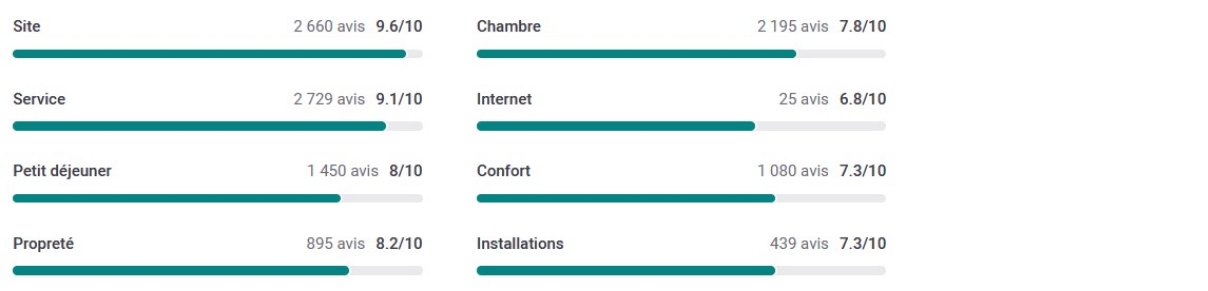 Site 2 660 avis 9.6/10
Chambre 2 195 avis 7.8/10
Service 2 729 avis 9.1/10
Internet 25 avis 6.8/10
Petit déjeuner 1 450 avis 8/10
Confort 1 080 avis 7.3/10
Propreté 895 avis 8.2/10
Installations 439 avis 7.3/10